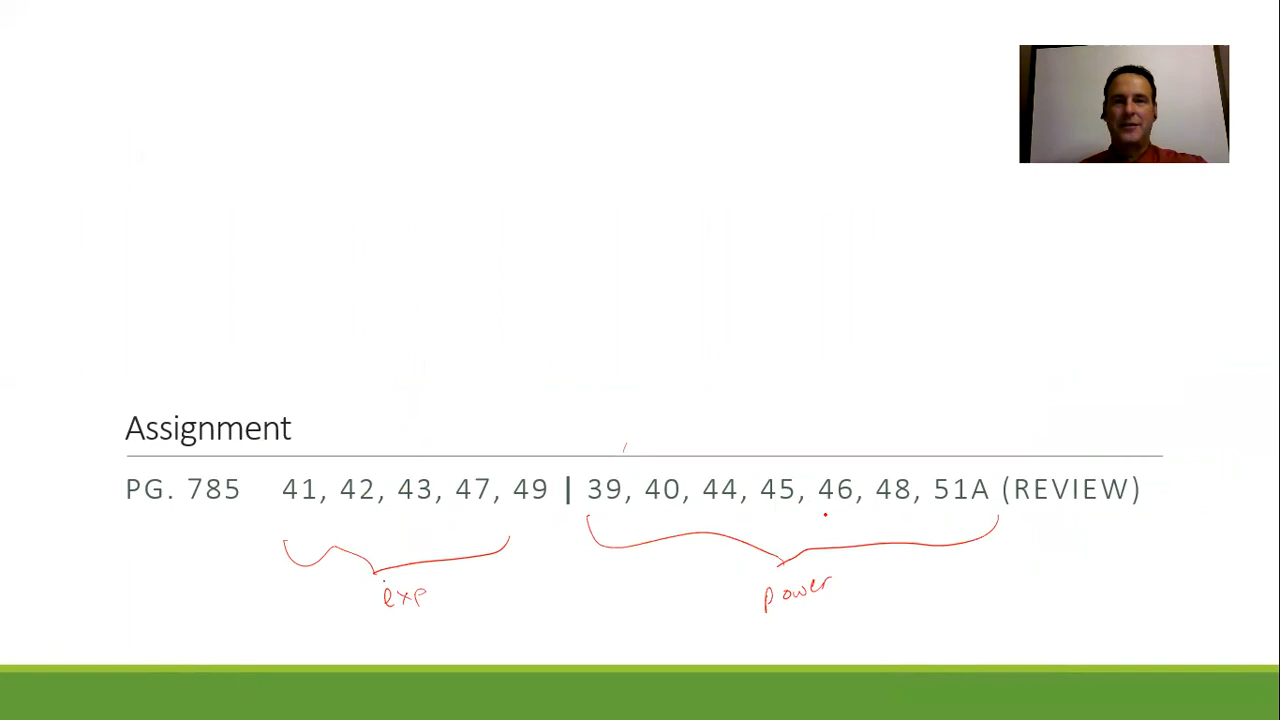 Assignment
PG. 785 41, 42, 43, 47, 49 | 39, 40, 44, 45, 46, 48, 51A (REVIEW)
exp
power